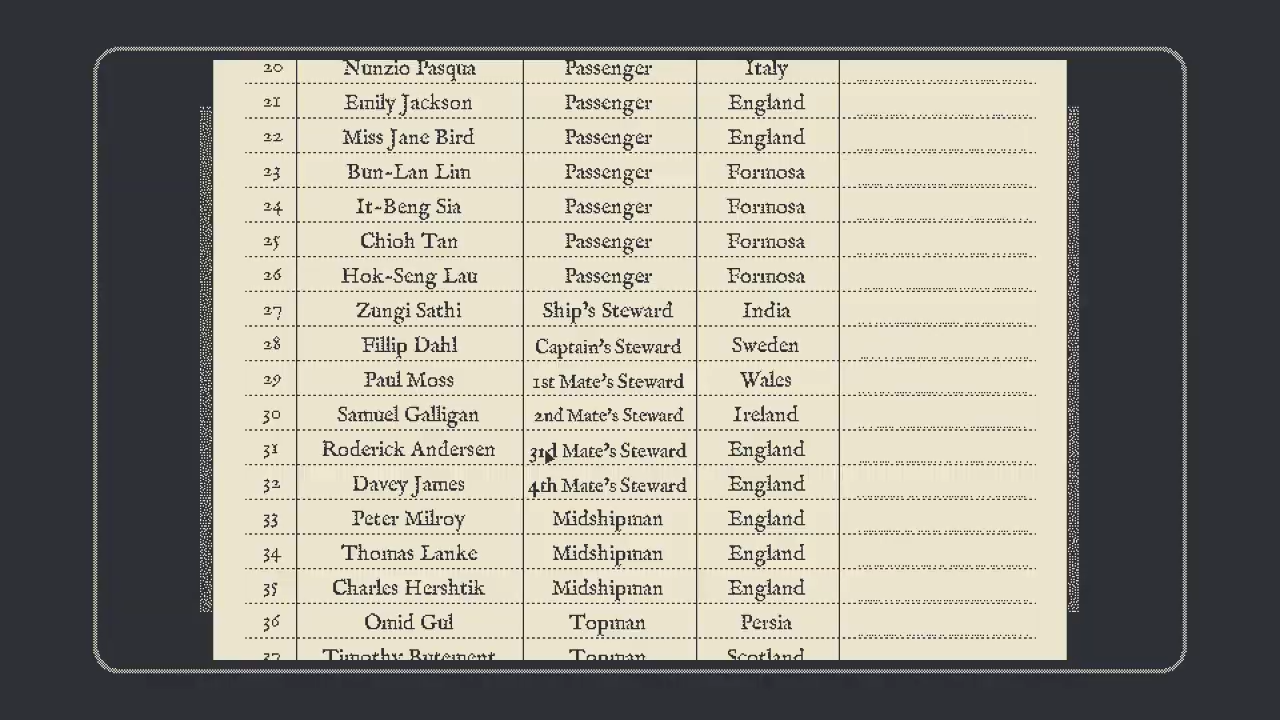 20 Nunzio Pasqua Passenger Italy
21 Emily Jackson Passenger England
22 Miss Jane Bird Passenger England
23 Bun-Lan Lim Passenger Formosa
24 It-Beng Sia Passenger Formosa
25 Chioh Tan Passenger Formosa
26 Hok-Seng Lau Passenger Formosa
27 Zungi Sathi Ship's Steward India
28 Fillip Dahl Captain's Steward Sweden
29 Paul Moss 1st Mate's Steward Wales
30 Samuel Galligan 2nd Mate's Steward Ireland
31 Roderick Andersen 3rd Mate's Steward England
32 Davey James 4th Mate's Steward England
33 Peter Milroy Midshipman England
34 Thomas Lanke Midshipman England
35 Charles Hershtik Midshipman England
36 Omid Gul Topman Persia
37 Timothy Butement Topman Scotland